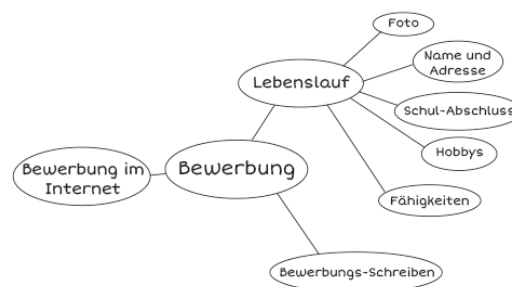 Foto
Name und
Adresse
Lebenslauf
Schul-Abschluss
Hobbys
Bewerbung im
Internet
Bewerbung
Fähigkeiten
Bewerbungs-Schreiben